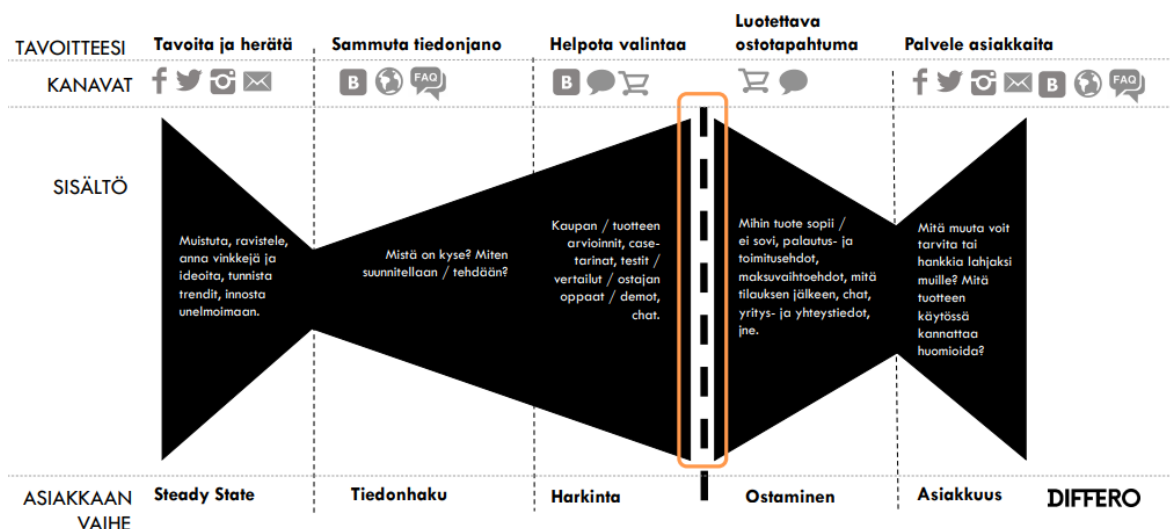 TAVOITTEESI
Tavoita ja herätä
Sammuta tiedonjano
Helpota valintaa
Luotettava
ostotapahtuma
Palvele asiakkaita
KANAVAT
B
FAQ
B
B
FAQ
SISÄLTÖ
Muistuta, ravistele,
anna vinkkejä ja
ideoita, tunnista
trendit, innosta
unelmoimaan.
Mistä on kyse? Miten
suunnitellaan / tehdään?
Kaupan / tuotteen
arvioinnit, case-
tarinat, testit /
vertailut / ostajan
oppaat / demot,
chat.
Mihin tuote sopii /
ei sovi, palautus- ja
toimitusehdot,
maksuvaihtoehdot, mitä
tilauksen jälkeen, chat,
yritys- ja yhteystiedot,
jne.
Mitä muuta voit
tarvita tai
hankkia lahjaksi
muille? Mitä
tuotteen
käytössä
kannattaa
huomioida?
ASIAKKAAN
VAIHE
Steady State
Tiedonhaku
Harkinta
Ostaminen
Asiakkuus
DIFFERO